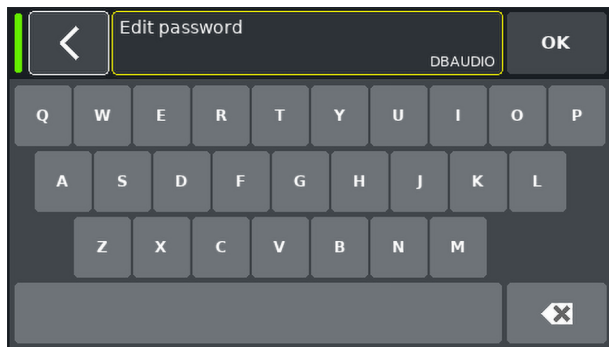 Edit password
DBAUDIO
OK
Q W E R T Y U I O P
A S D F G H J K L
Z X C V B N M